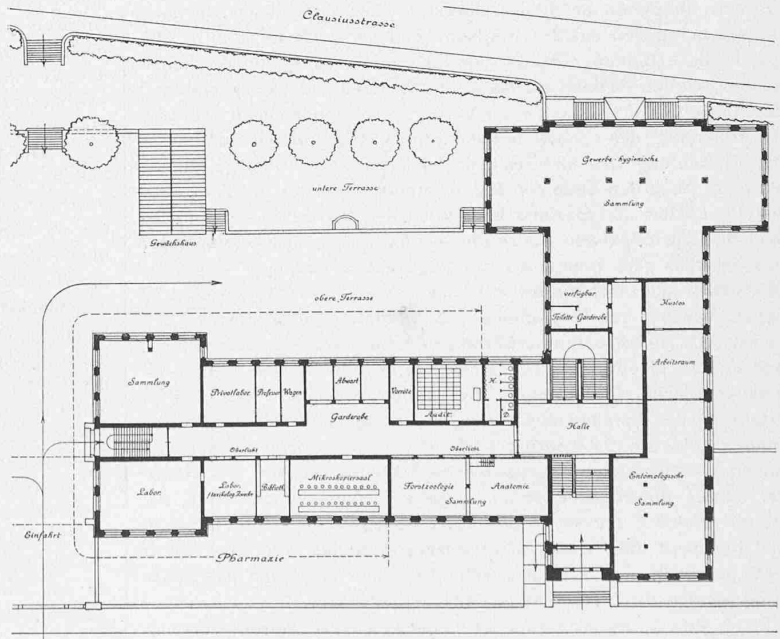 Clausiusstrasse
Gewerbe-hygienische
Sammlung
untere Terrasse
Gewächshaus
obere Terrasse
verfügbar
Toilette-Garderobe
Kustos
Arbeitsraum
Sammlung
Privatlabor.
Professor
Wagen
Abwart
Garderobe
Vorräte
Audit.
H.
Halle
Oberlicht
Oberlicht
Labor.
Labor.
Biblioth.
Mikroskopiersaal
Forstzoologie
Anatomie
Sammlung
Entomologische
Sammlung
Einfahrt
Pharmazie